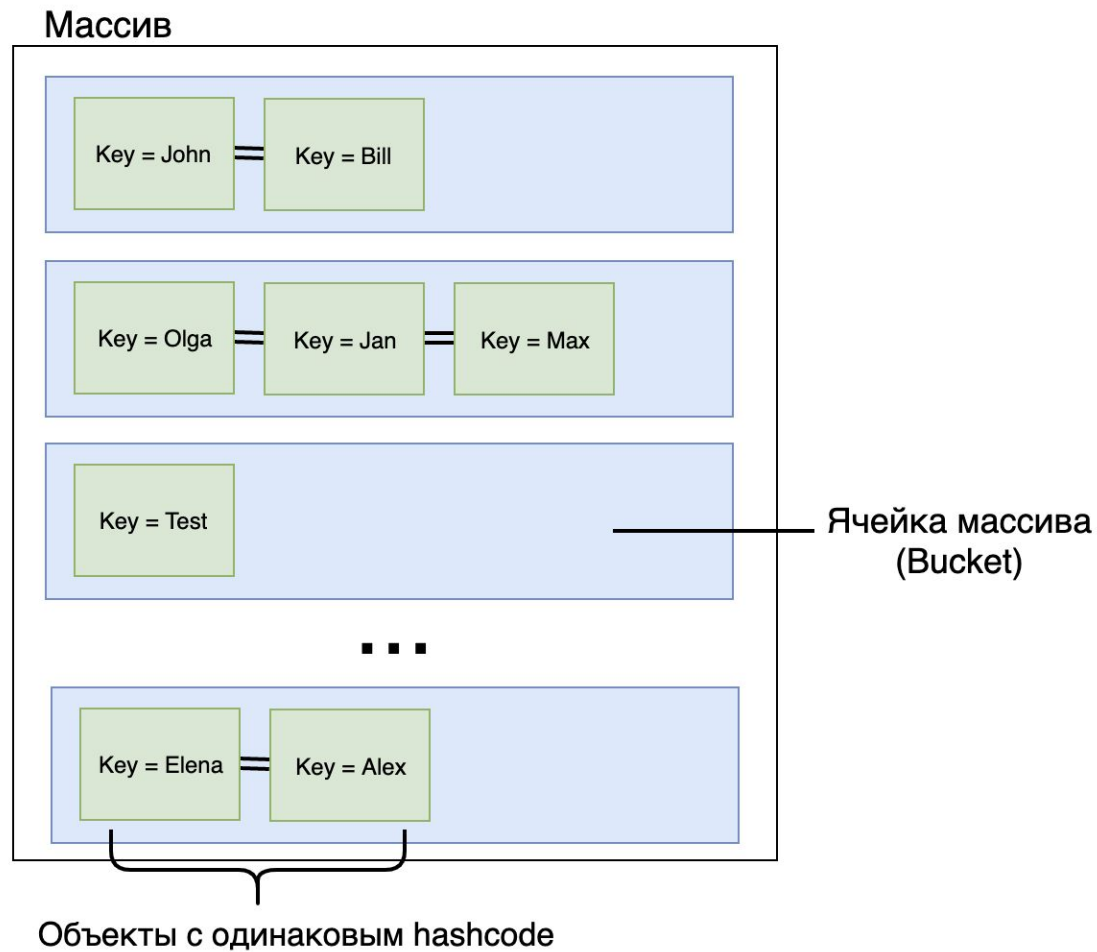 Массив
Key = John
Key = Bill
Key = Olga
Key = Jan
Key = Max
Key = Test
Ячейка массива
(Bucket)
...
Key = Elena
Key = Alex
Объекты с одинаковым hashcode